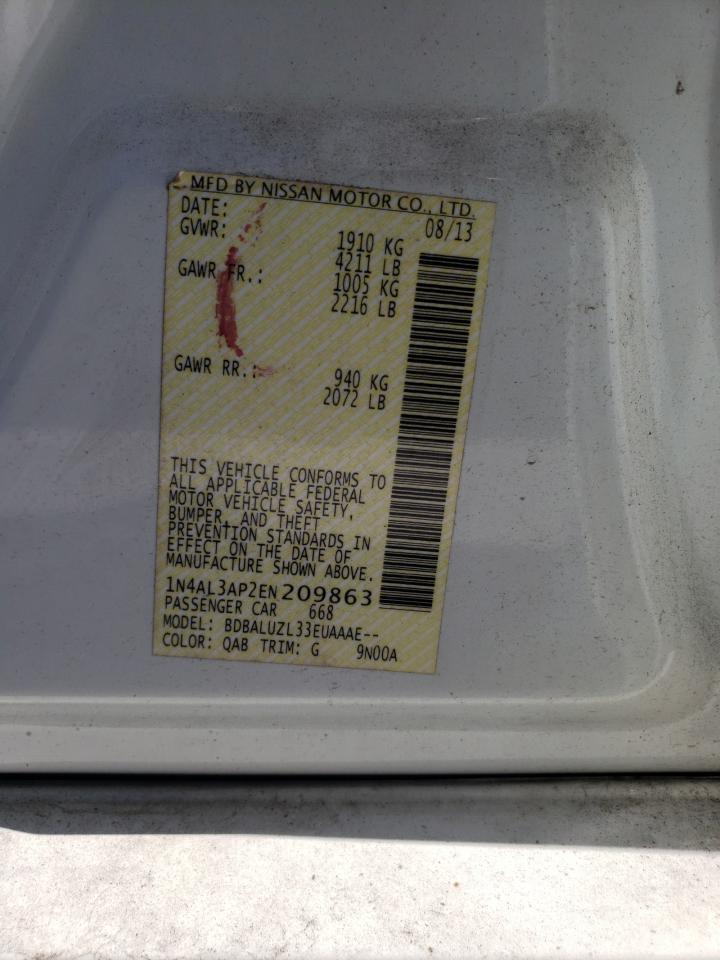 MFD BY NISSAN MOTOR CO., LTD.
DATE: 08/13
GVWR: 1910 KG
4211 LB
GAWR FR.: 1005 KG
2216 LB
GAWR RR.: 940 KG
2072 LB
THIS VEHICLE CONFORMS TO
ALL APPLICABLE FEDERAL
MOTOR VEHICLE SAFETY,
BUMPER, AND THEFT
PREVENTION STANDARDS IN
EFFECT ON THE DATE OF
MANUFACTURE SHOWN ABOVE.
1N4AL3AP2EN209863
PASSENGER CAR 668
MODEL: BDBALUZL33EUAAAE--
COLOR: QAB TRIM: G 9N00A